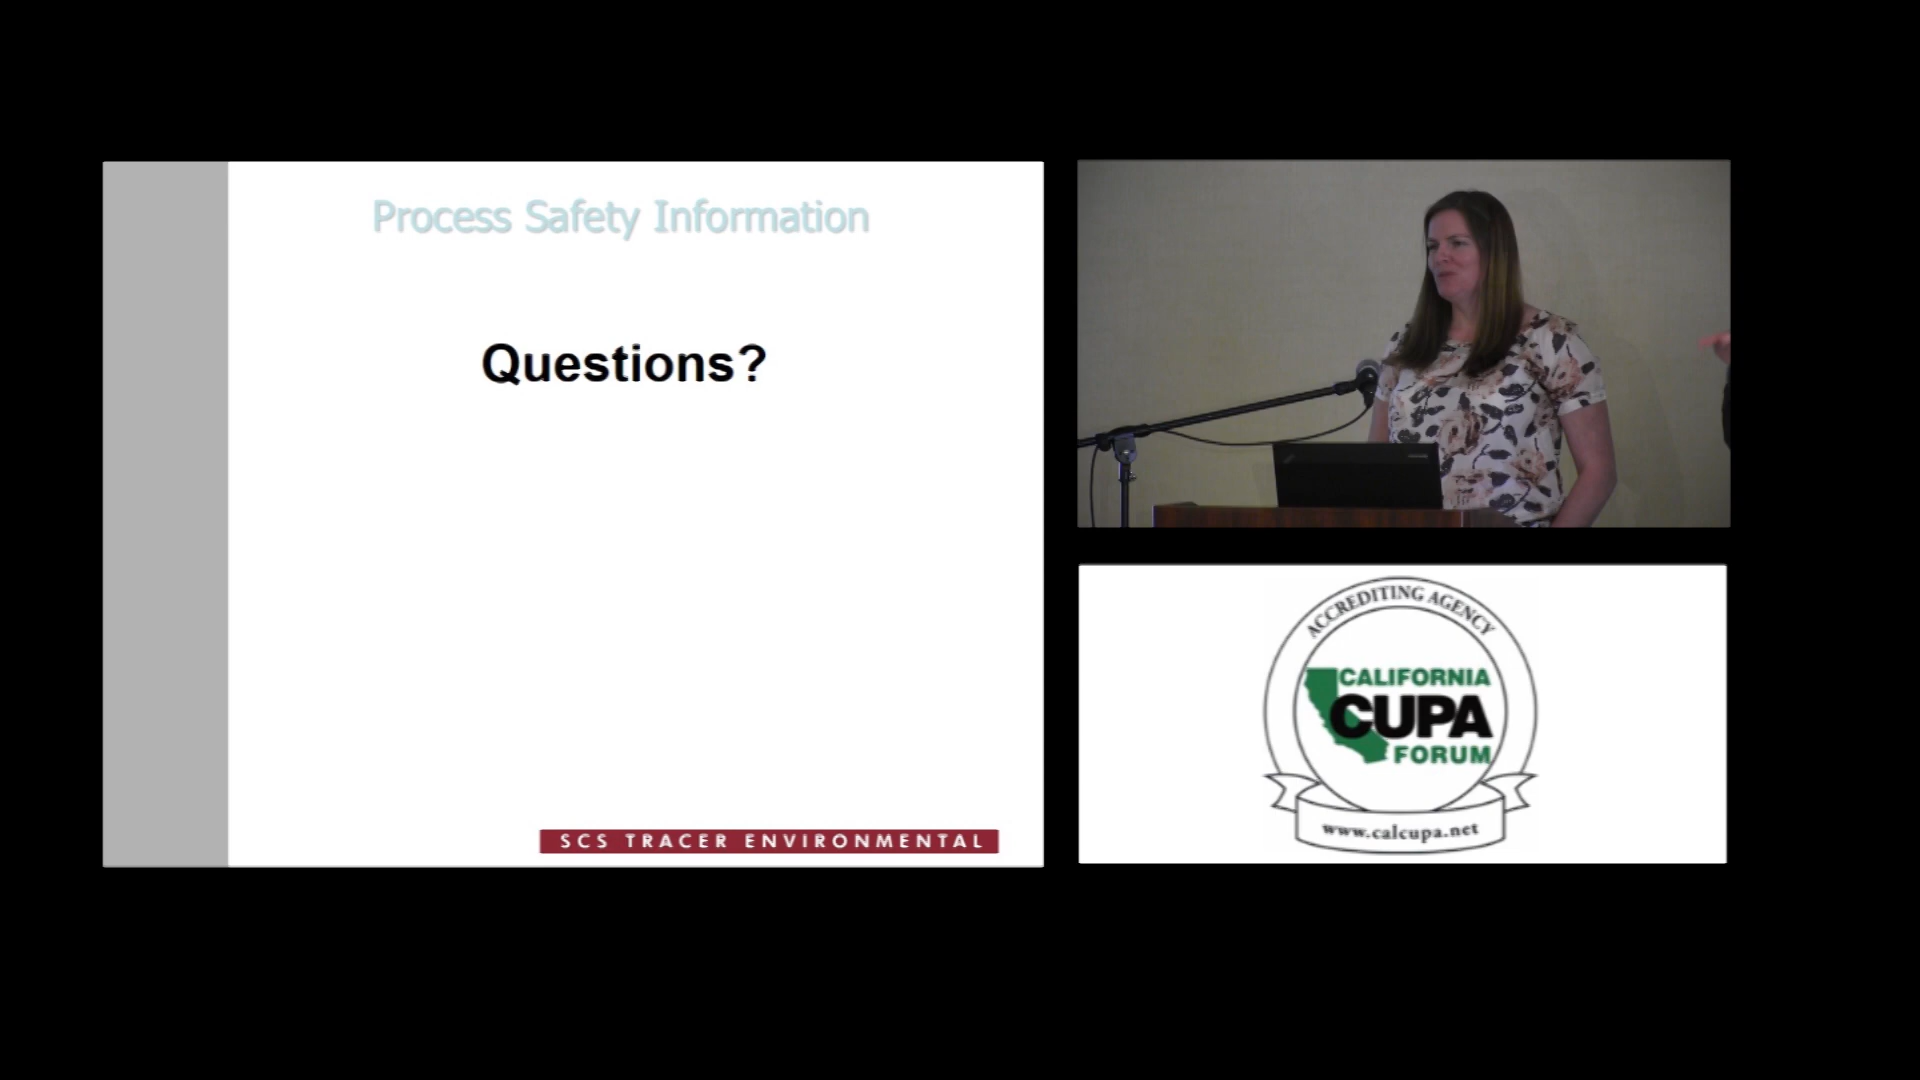 Process Safety Information
Questions?
SCS TRACER ENVIRONMENTAL
ACCREDITING AGENCY
CALIFORNIA
CUPA
FORUM
www.calcupa.net